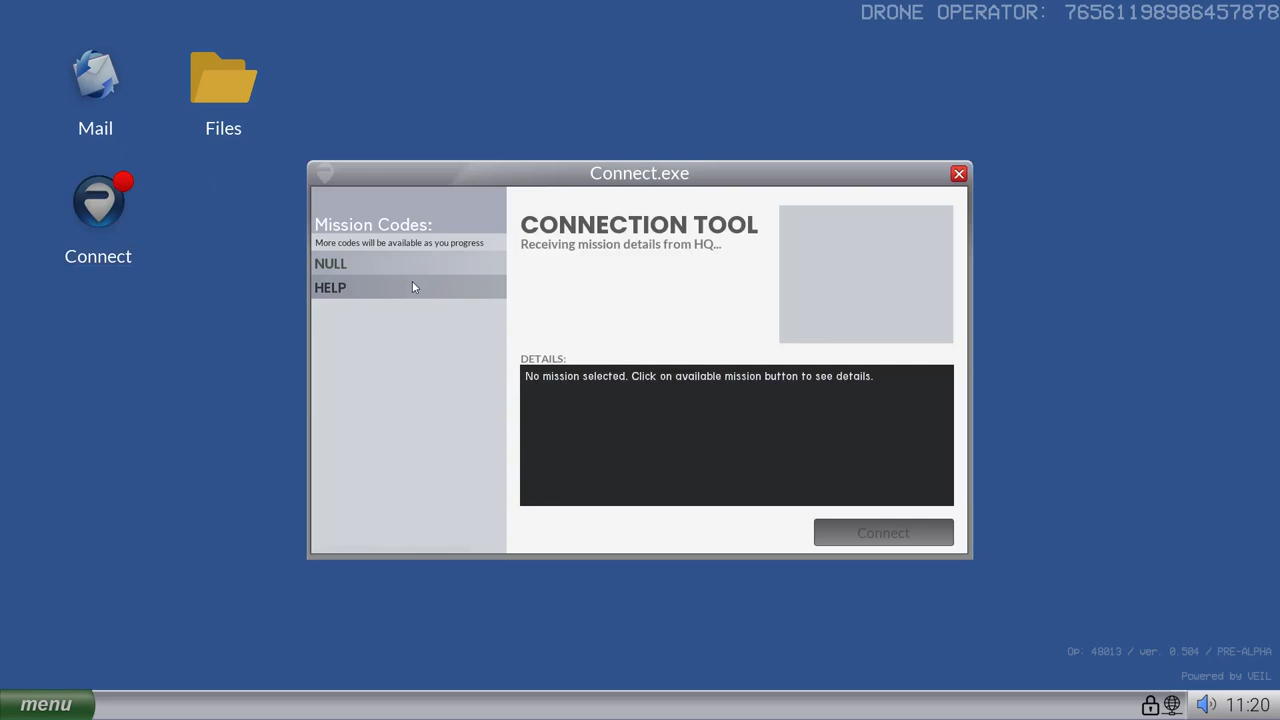 DRONE OPERATOR: 76561198986457878
Mail
Files
Connect
Connect.exe
Mission Codes:
More codes will be available as you progress
NULL
HELP
CONNECTION TOOL
Receiving mission details from HQ...
DETAILS:
No mission selected. Click on available mission button to see details.
Connect
Op: 48013 / ver. 0.504 / PRE-ALPHA
Powered by VEIL
menu
11:20